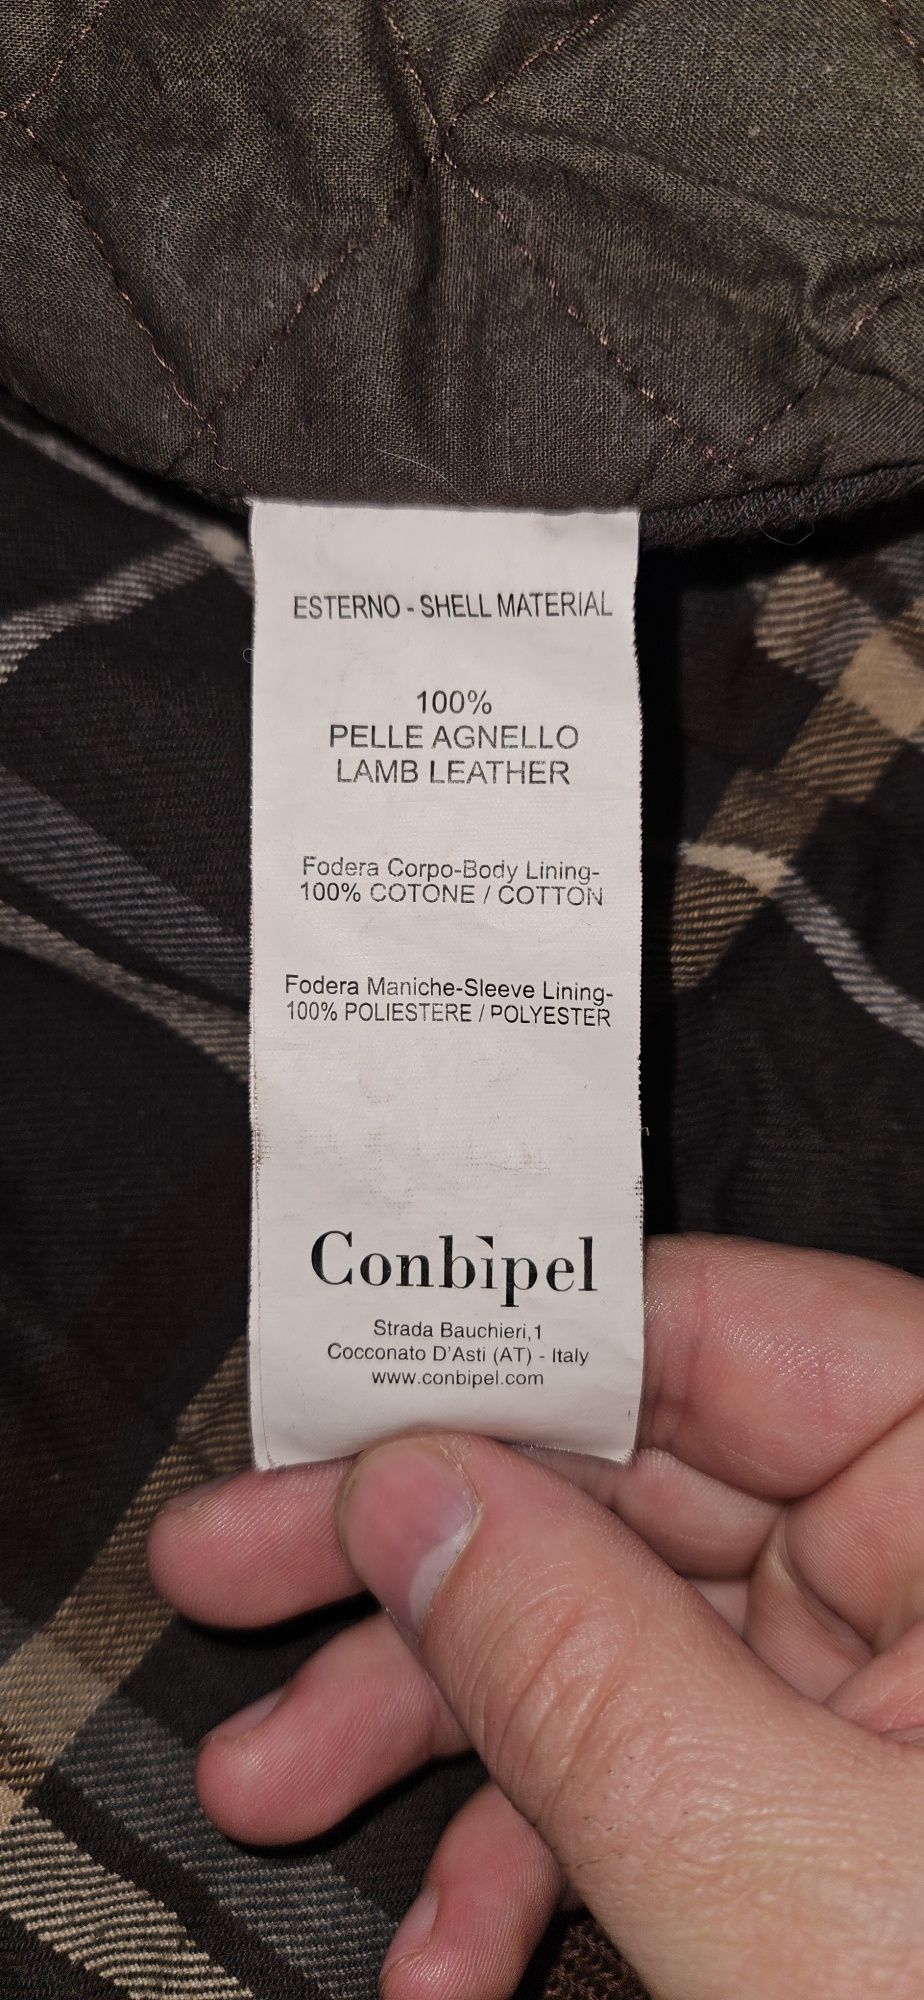 ESTERNO - SHELL MATERIAL
100%
PELLE AGNELLO
LAMB LEATHER
Fodera Corpo-Body Lining-
100% COTONE / COTTON
Fodera Maniche-Sleeve Lining-
100% POLIESTERE / POLYESTER
Conbipel
Strada Bauchieri,1
Cocconato D'Asti (AT) - Italy
www.conbipel.com